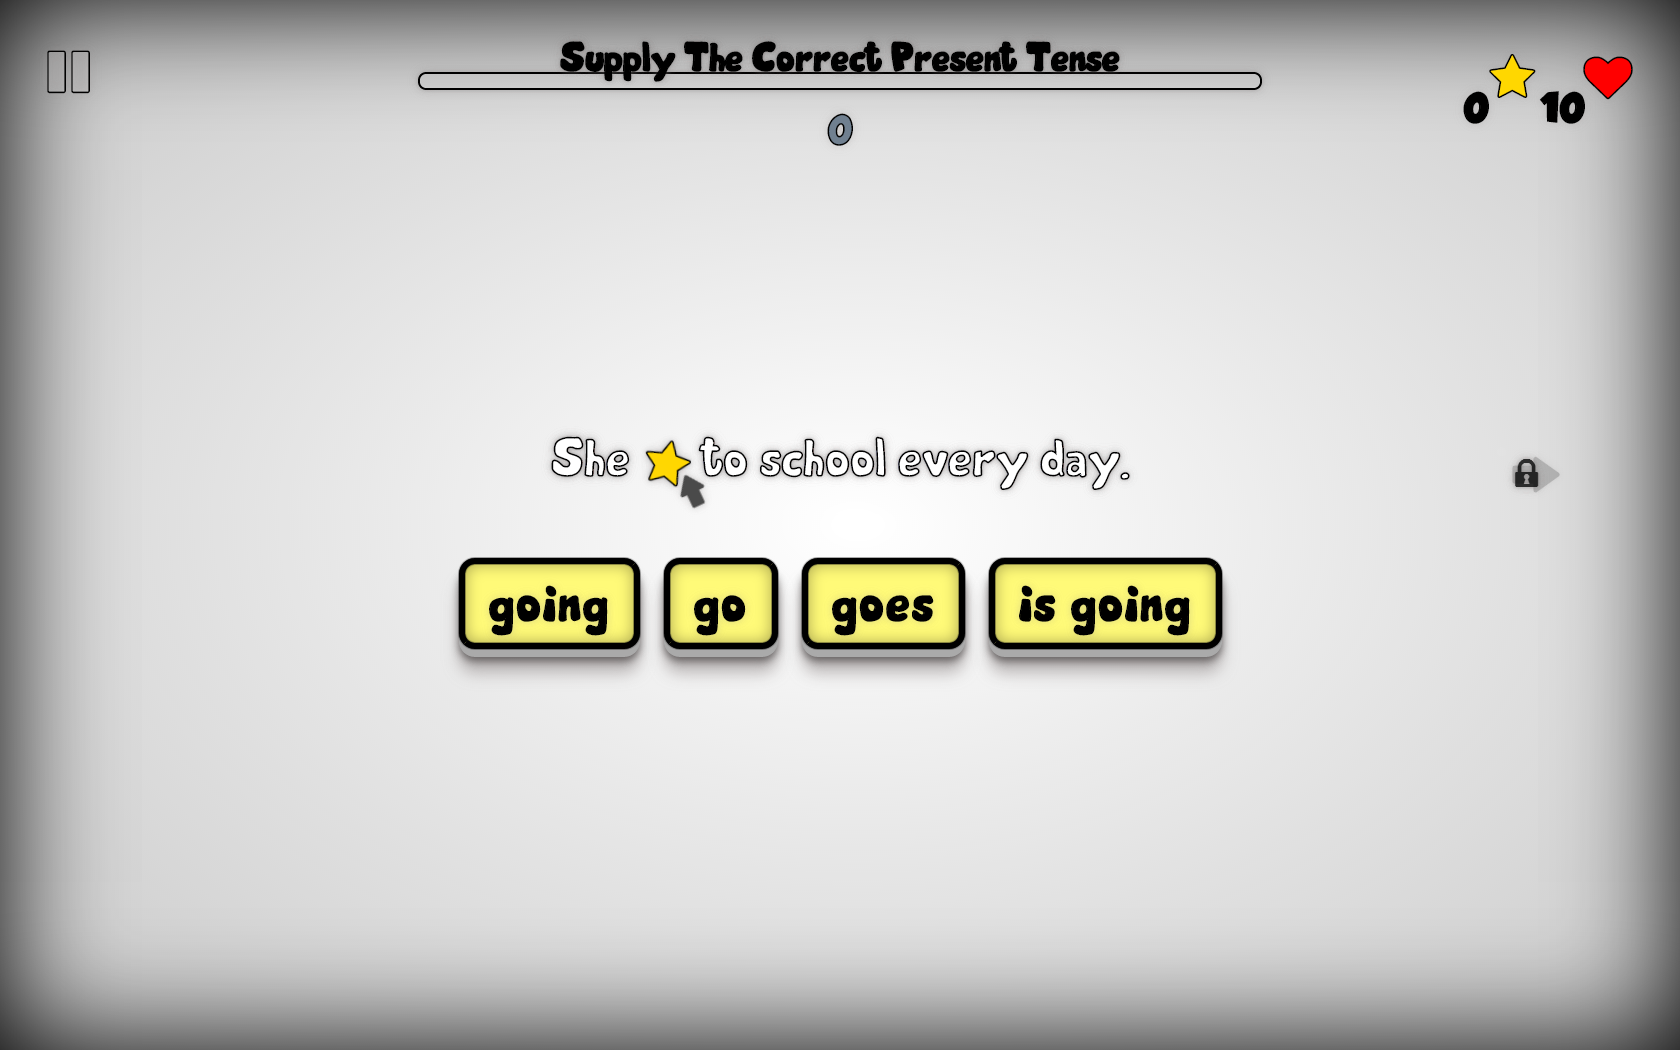 Supply The Correct Present Tense
0 10
0
She to school every day.
going go goes is going